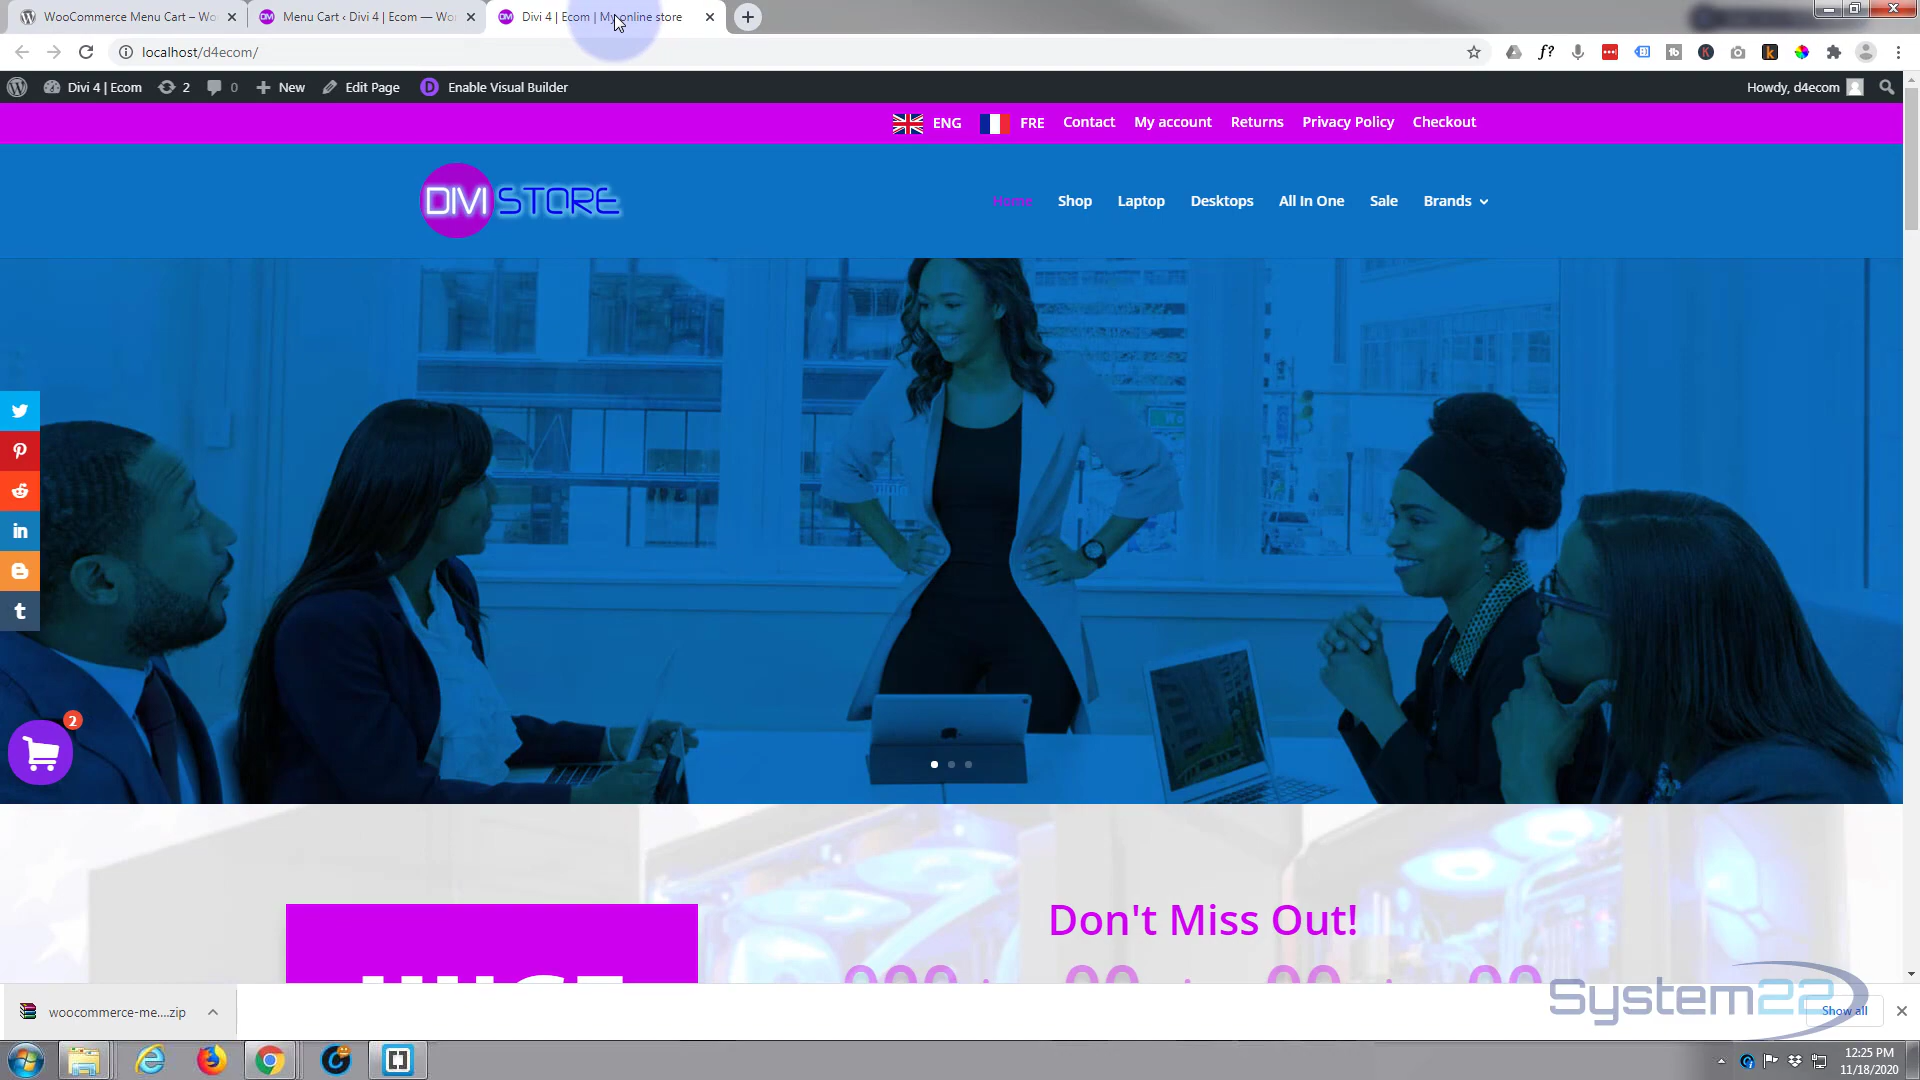 WooCommerce Menu Cart – Wo
Menu Cart ‹ Divi 4 | Ecom — Wo
Divi 4 | Ecom | My online store
localhost/d4ecom/
Divi 4 | Ecom
2
0
New
Edit Page
Enable Visual Builder
Howdy, d4ecom
ENG
FRE
Contact
My account
Returns
Privacy Policy
Checkout
DIVI STORE
Home
Shop
Laptop
Desktops
All In One
Sale
Brands
2
Don't Miss Out!
System22
woocommerce-me....zip
Show all
12:25 PM
11/18/2020